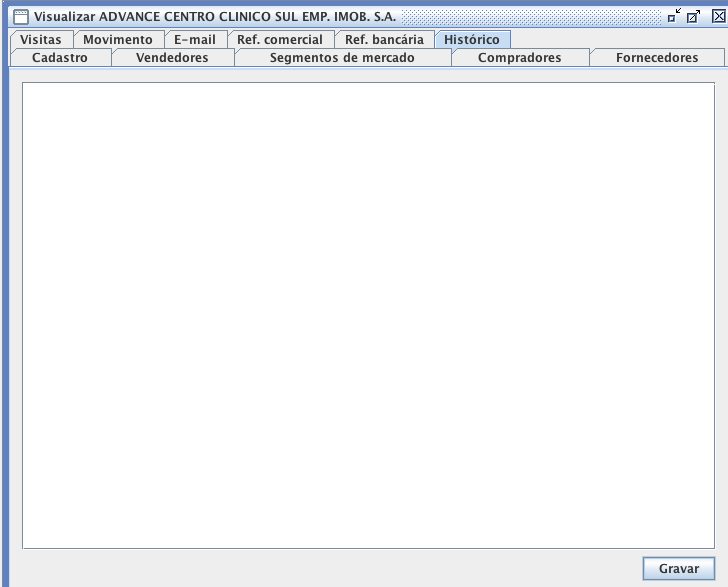 Visualizar ADVANCE CENTRO CLINICO SUL EMP. IMOB. S.A.
Visitas Movimento E-mail Ref. comercial Ref. bancária Histórico
Cadastro Vendedores Segmentos de mercado Compradores Fornecedores
Gravar